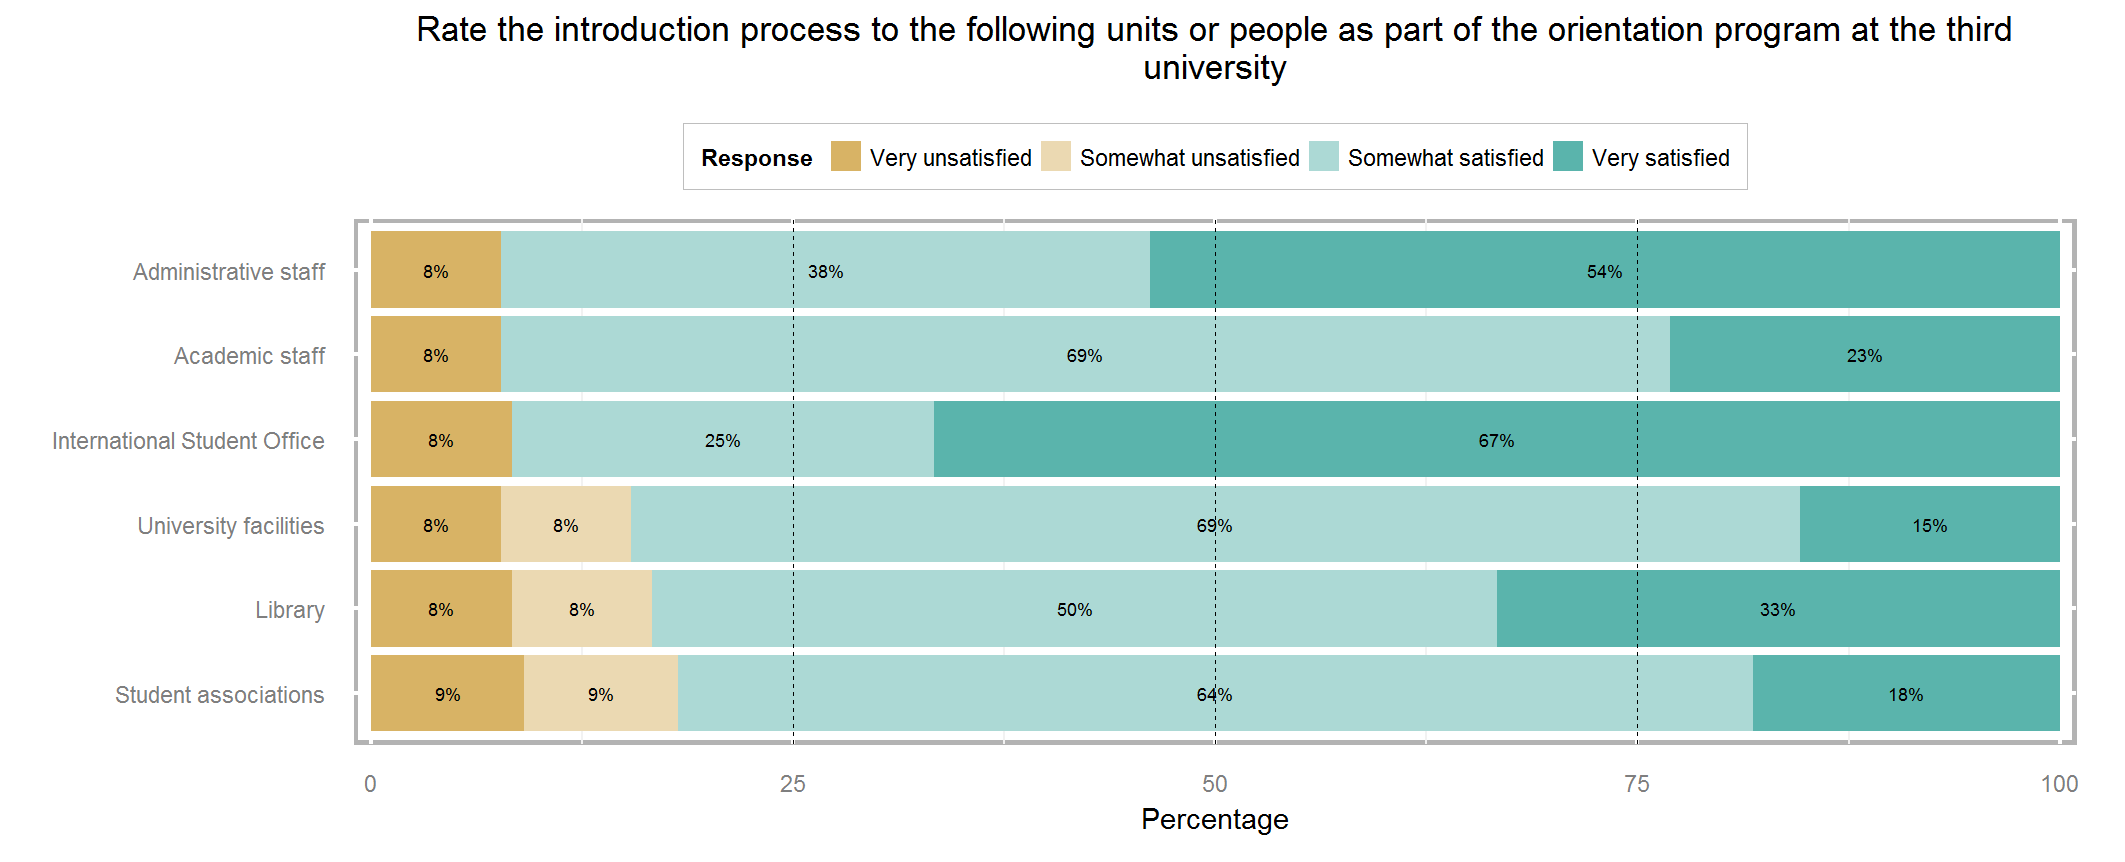 Rate the introduction process to the following units or people as part of the orientation program at the third
university
Response Very unsatisfied Somewhat unsatisfied Somewhat satisfied Very satisfied
Administrative staff 8% 38% 54%
Academic staff 8% 69% 23%
International Student Office 8% 25% 67%
University facilities 8% 8% 69% 15%
Library 8% 8% 50% 33%
Student associations 9% 9% 64% 18%
0 25 50 75 100
Percentage